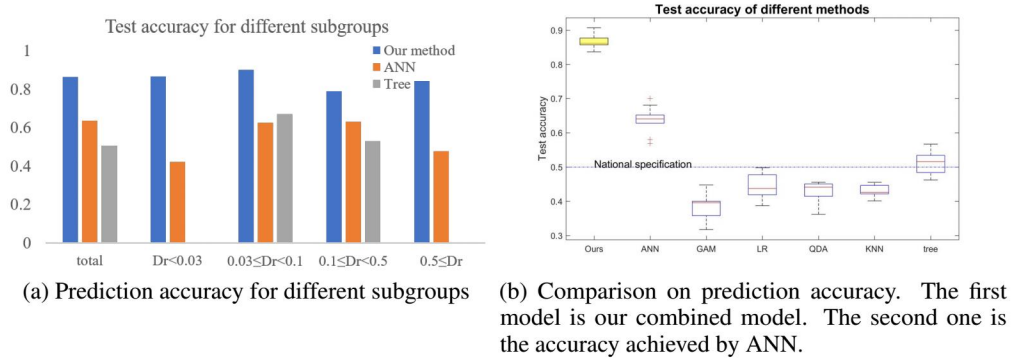 Test accuracy for different subgroups
1
0.8
0.6
0.4
0.2
0
Our method
ANN
Tree
total
Dr<0.03
0.03≤Dr<0.1
0.1≤Dr<0.5
0.5≤Dr
(a) Prediction accuracy for different subgroups
Test accuracy of different methods
Test accuracy
0.9
0.8
0.7
0.6
0.5
0.4
0.3
National specification
Ours
ANN
GAM
LR
QDA
KNN
tree
(b) Comparison on prediction accuracy. The first
model is our combined model. The second one is
the accuracy achieved by ANN.